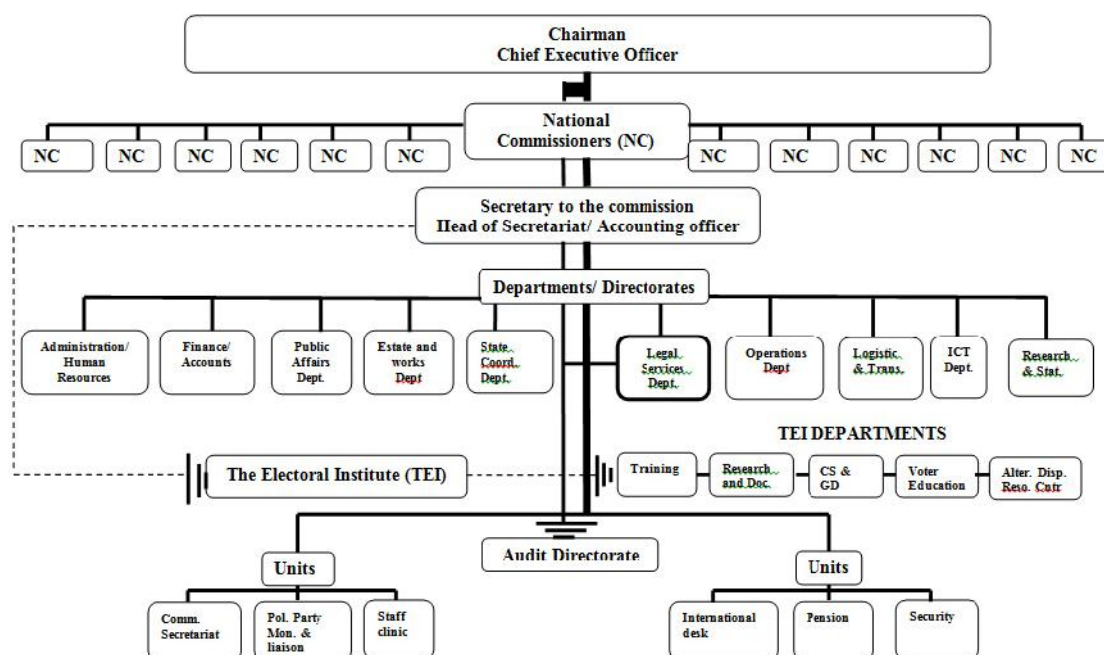 Chairman
Chief Executive Officer
National
Commissioners (NC)
NC NC NC NC NC NC NC NC NC NC NC NC
Secretary to the commission
Head of Secretariat/ Accounting officer
Departments/ Directorates
Administration/
Human
Resources
Finance/
Accounts
Public
Affairs
Dept.
Estate and
works
Dept
State
Coord.
Dept.
Legal
Services
Dept.
Operations
Dept
Logistic
& Trans.
ICT
Dept.
Research
& Stat.
TEI DEPARTMENTS
The Electoral Institute (TEI)
Training
Research
and Doc.
CS &
GD
Voter
Education
Alter. Disp.
Reso. Cntr
Audit Directorate
Units
Units
Comm.
Secretariat
Pol. Party
Mon. &
liaison
Staff
clinic
International
desk
Pension
Security